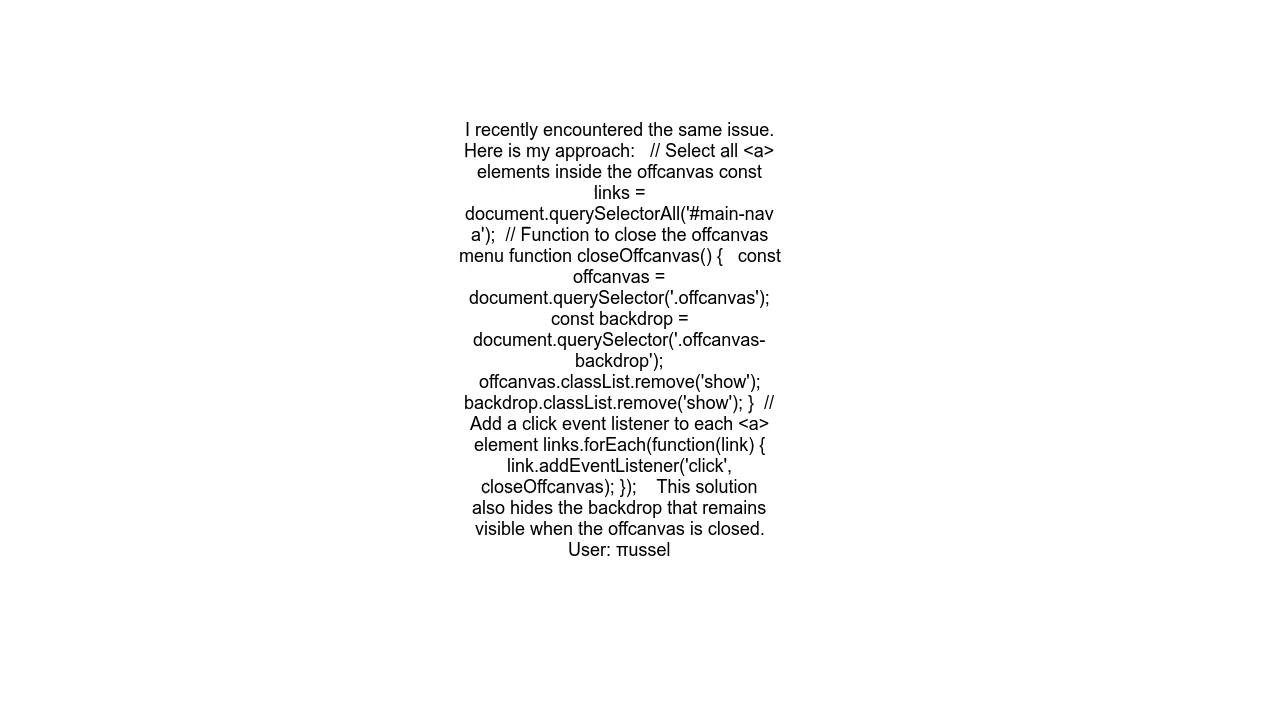 I recently encountered the same issue.
Here is my approach:   // Select all <a>
elements inside the offcanvas const
links =
document.querySelectorAll('#main-nav
a');  // Function to close the offcanvas
menu function closeOffcanvas() {   const
offcanvas =
document.querySelector('.offcanvas');
const backdrop =
document.querySelector('.offcanvas-
backdrop');
offcanvas.classList.remove('show');
backdrop.classList.remove('show'); }  //
Add a click event listener to each <a>
element links.forEach(function(link) {
link.addEventListener('click',
closeOffcanvas); });    This solution
also hides the backdrop that remains
visible when the offcanvas is closed.
User: πussel